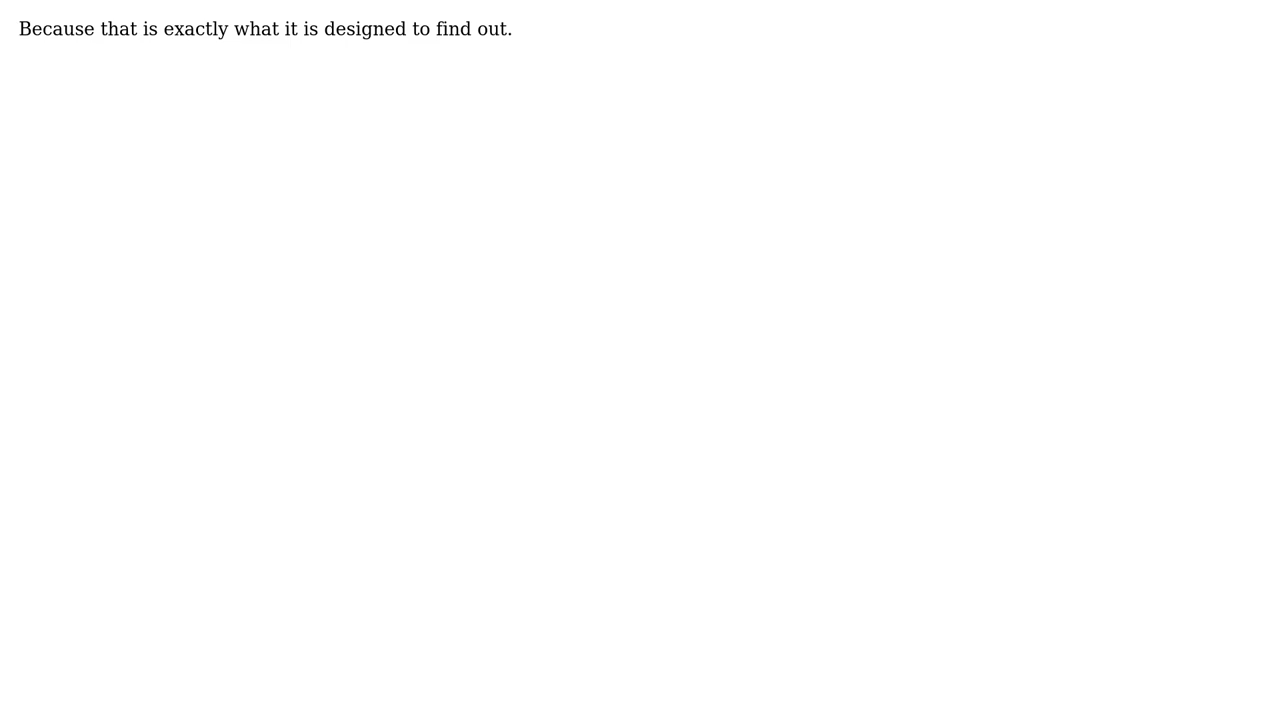 Because that is exactly what it is designed to find out.